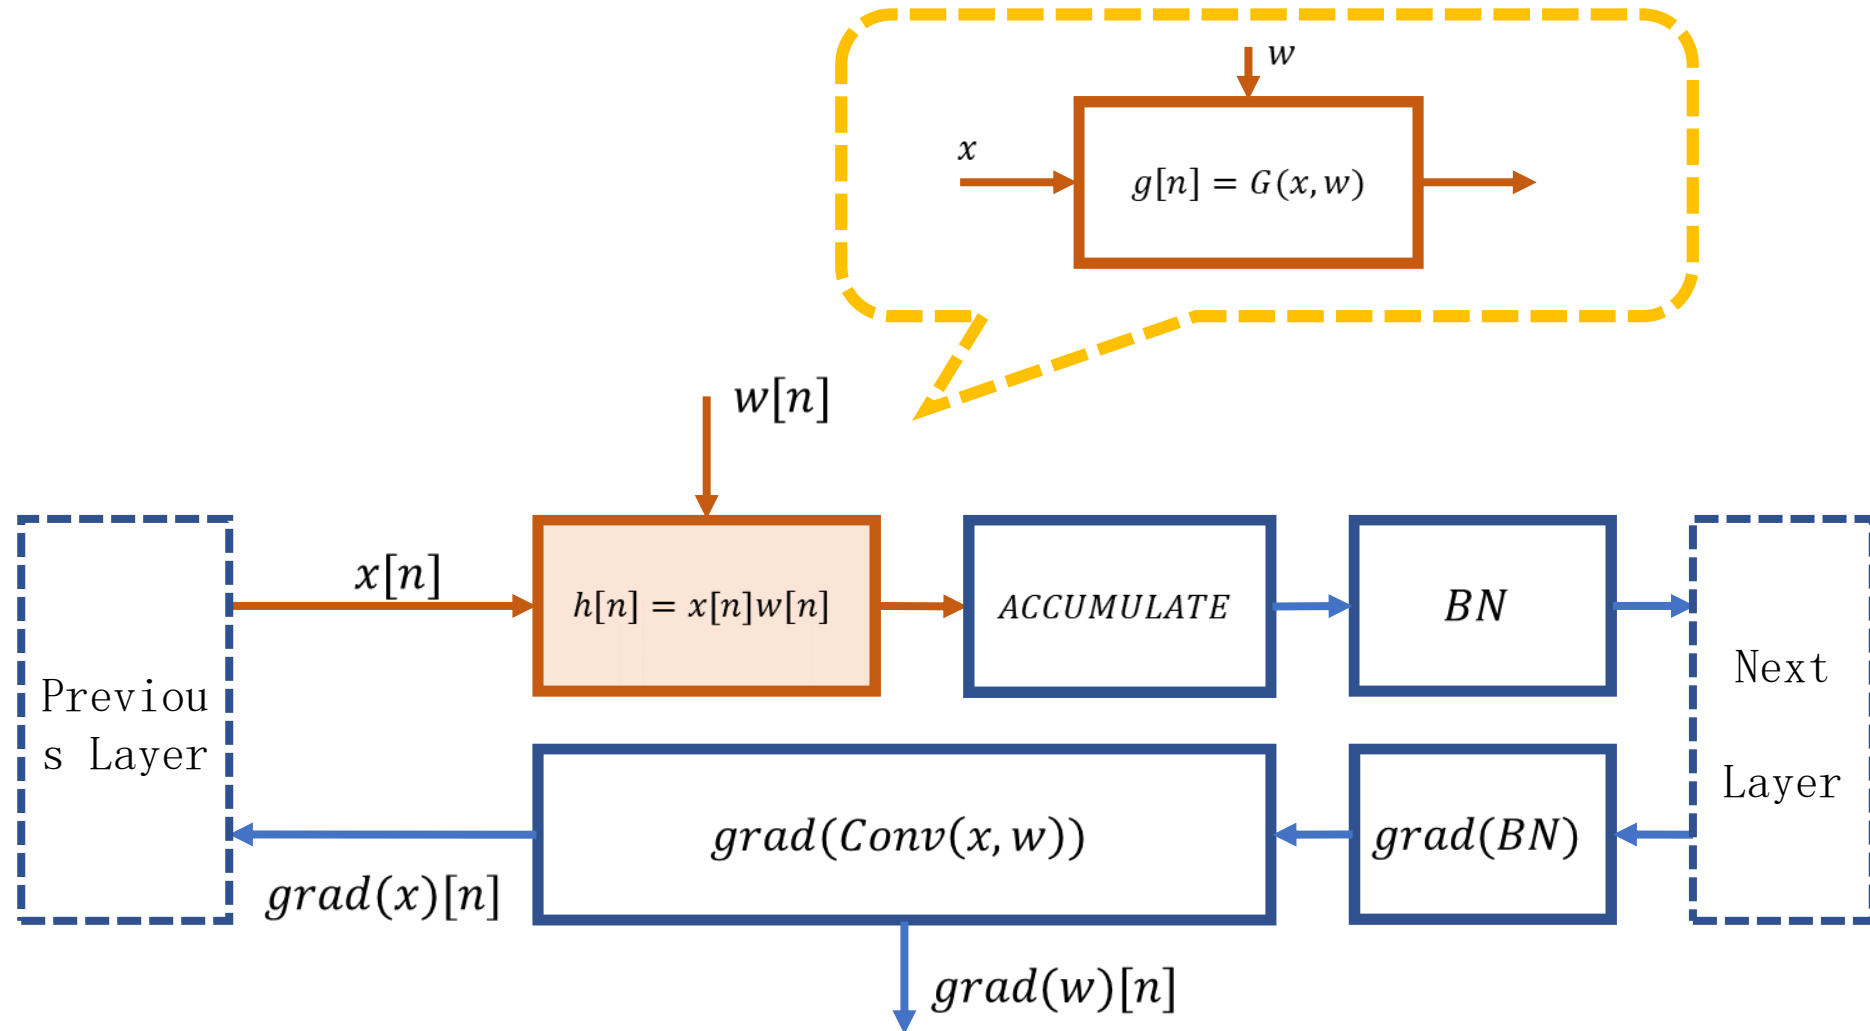 w
x
g[n] = G(x, w)
w[n]
x[n]
h[n] = x[n]w[n]
ACCUMULATE
BN
Previou
s Layer
Next
Layer
grad(Conv(x, w))
grad(BN)
grad(x)[n]
grad(w)[n]